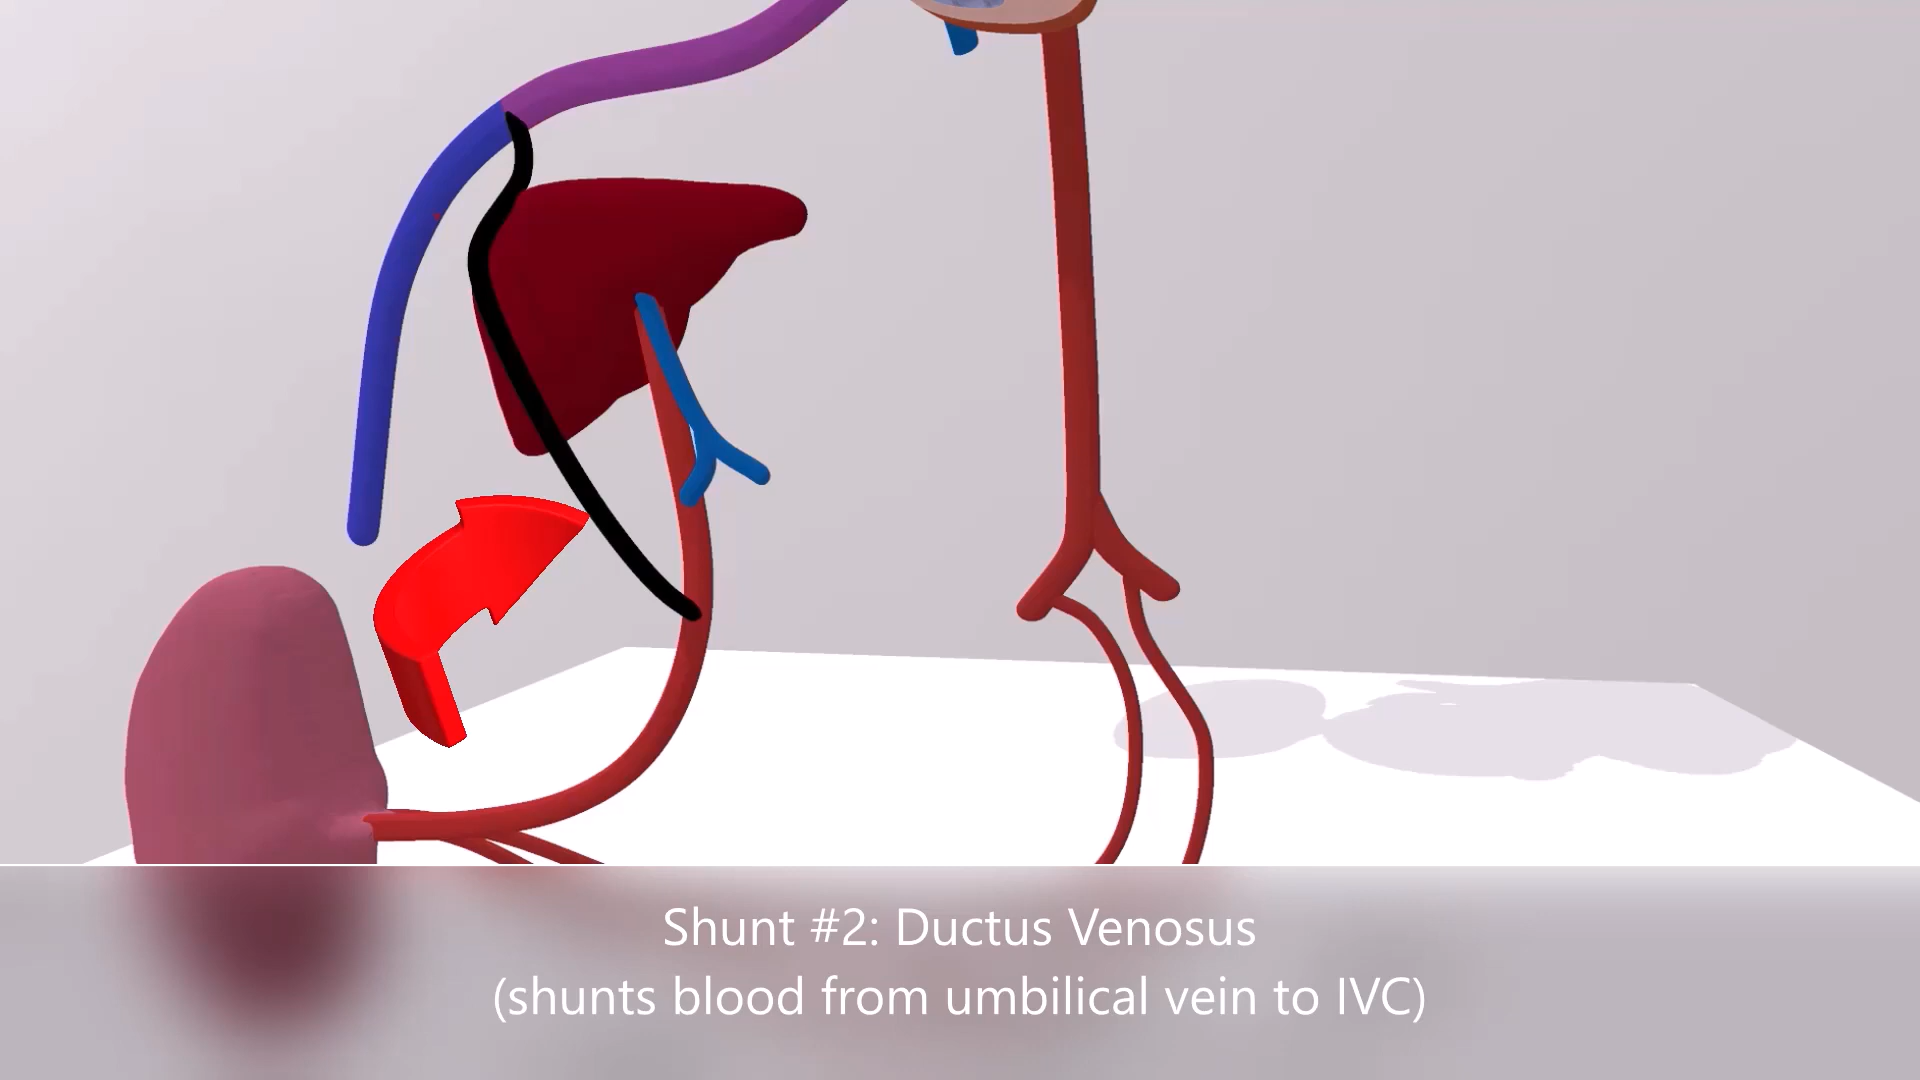 Shunt #2: Ductus Venosus
(shunts blood from umbilical vein to IVC)